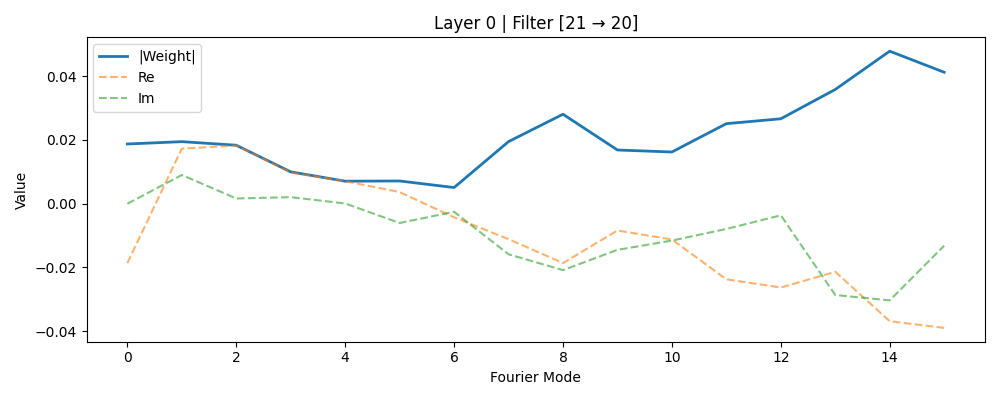 Layer 0 | Filter [21 → 20]
|Weight|
Re
Im
Value
0.04
0.02
0.00
−0.02
−0.04
0 2 4 6 8 10 12 14
Fourier Mode